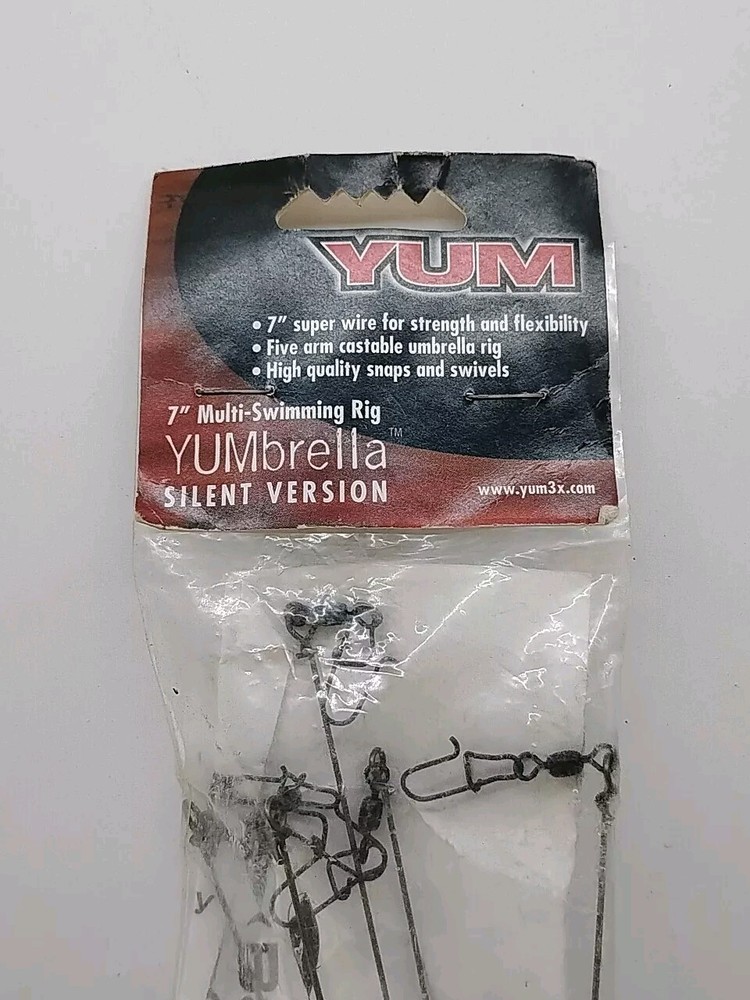 YUM
• 7" super wire for strength and flexibility
• Five arm castable umbrella rig
• High quality snaps and swivels
7" Multi-Swimming Rig
YUMbrella™
SILENT VERSION
www.yum3x.com